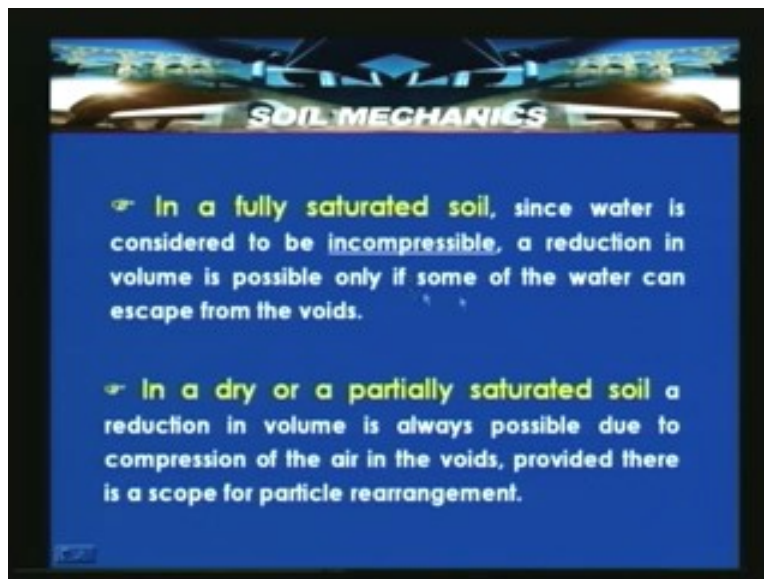 SOIL MECHANICS
☞ In a fully saturated soil, since water is
considered to be incompressible, a reduction in
volume is possible only if some of the water can
escape from the voids.
☞ In a dry or a partially saturated soil a
reduction in volume is always possible due to
compression of the air in the voids, provided there
is a scope for particle rearrangement.